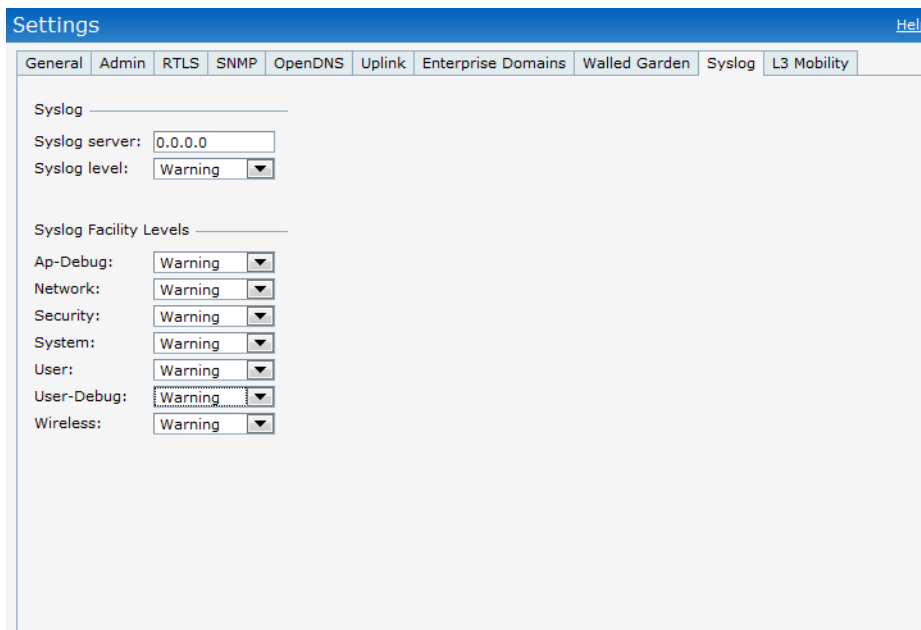 Settings
Hel
General Admin RTLS SNMP OpenDNS Uplink Enterprise Domains Walled Garden Syslog L3 Mobility
Syslog
Syslog server: 0.0.0.0
Syslog level: Warning
Syslog Facility Levels
Ap-Debug: Warning
Network: Warning
Security: Warning
System: Warning
User: Warning
User-Debug: Warning
Wireless: Warning